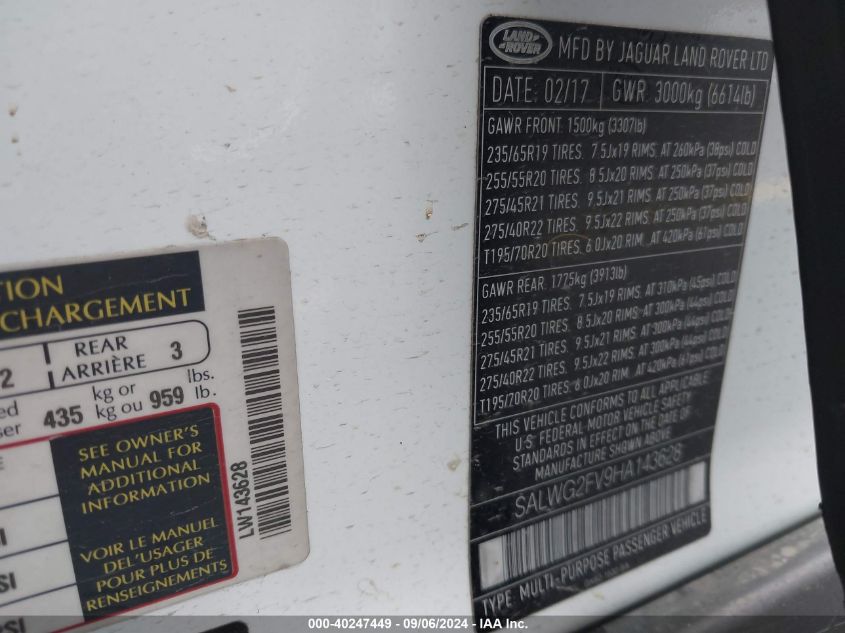 TION
CHARGEMENT
2 REAR ARRIÈRE 3
435 kg or kg ou 959 lbs. lb.
SEE OWNER'S
MANUAL FOR
ADDITIONAL
INFORMATION
VOIR LE MANUEL
DEL'USAGER
POUR PLUS DE
RENSEIGNEMENTS
LW143628
LAND ROVER
MFD BY JAGUAR LAND ROVER LTD
DATE: 02/17 GWR 3000kg (6614lb)
GAWR FRONT: 1500kg (3307lb)
235/65R19 TIRES. 7.5Jx19 RIMS. AT 260kPa (38psi) COLD
255/55R20 TIRES. 8.5Jx20 RIMS. AT 250kPa (37psi) COLD
275/45R21 TIRES. 9.5Jx21 RIMS. AT 250kPa (37psi) COLD
275/40R22 TIRES. 9.5Jx22 RIMS. AT 250kPa (37psi) COLD
T195/70R20 TIRES. 6.0Jx20 RIM. AT 420kPa (61psi) COLD
GAWR REAR: 1775kg (3913lb)
235/65R19 TIRES. 7.5Jx19 RIMS. AT 310kPa (45psi) COLD
255/55R20 TIRES. 8.5Jx20 RIMS. AT 300kPa (44psi) COLD
275/45R21 TIRES. 9.5Jx21 RIMS. AT 300kPa (44psi) COLD
275/40R22 TIRES. 9.5Jx22 RIMS. AT 300kPa (44psi) COLD
T195/70R20 TIRES. 6.0Jx20 RIM. AT 420kPa (61psi) COLD
THIS VEHICLE CONFORMS TO ALL APPLICABLE
U.S. FEDERAL MOTOR VEHICLE SAFETY
STANDARDS IN EFFECT ON THE DATE OF
MANUFACTURE SHOWN ABOVE
SALWG2FV9HA143628
TYPE: MULTI-PURPOSE PASSENGER VEHICLE
000-40247449 - 09/06/2024 - IAA Inc.